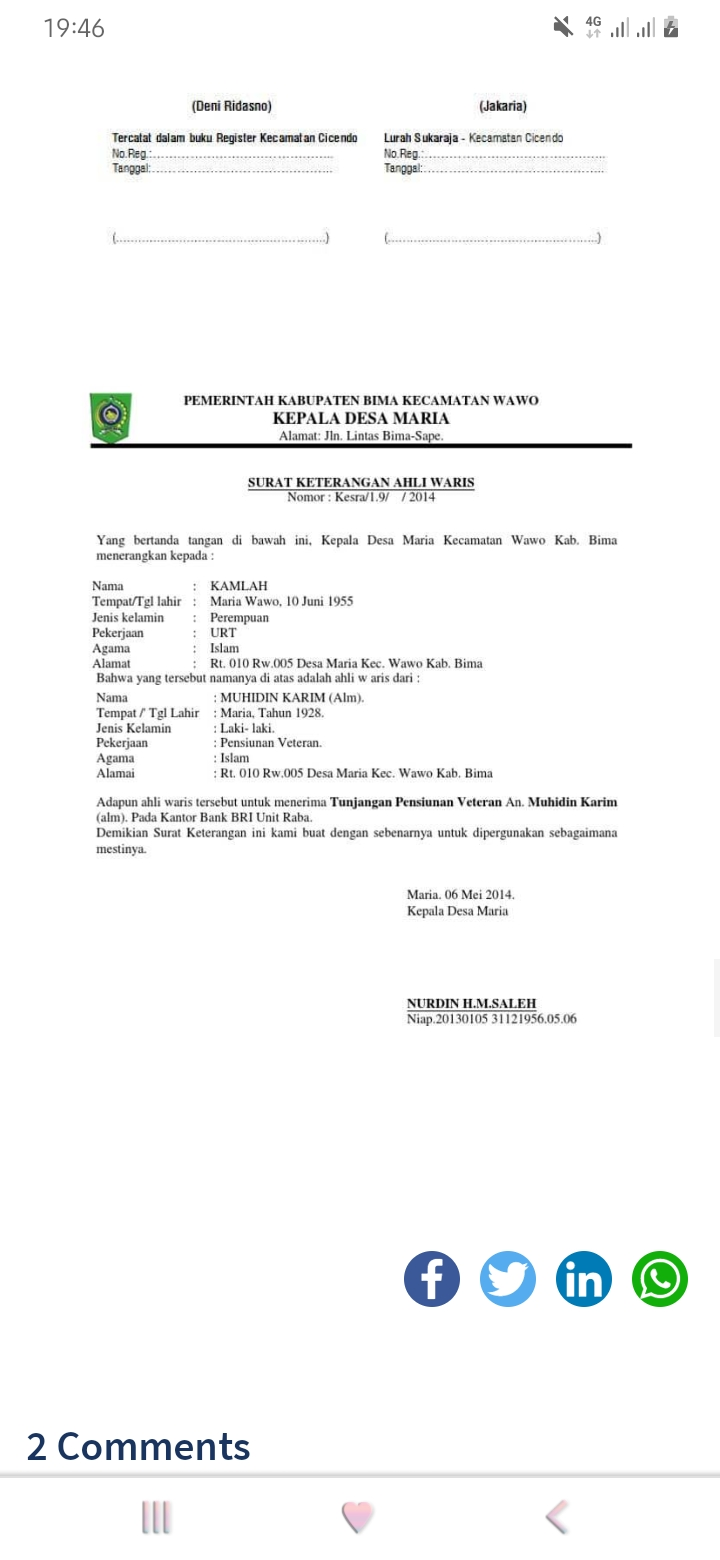 19:46
4G
(Deni Ridasno) (Jakaria)
Tercatat dalam buku Register Kecamatan Cicendo Lurah Sukaraja - Kecamatan Cicendo
No.Reg.:............................................... No.Reg.:...............................................
Tanggal:............................................... Tanggal:...............................................
(.......................................................) (.......................................................)
PEMERINTAH KABUPATEN BIMA KECAMATAN WAWO
KEPALA DESA MARIA
Alamat: Jln. Lintas Bima-Sape.
SURAT KETERANGAN AHLI WARIS
Nomor : Kesra/1.9/ / 2014
Yang bertanda tangan di bawah ini, Kepala Desa Maria Kecamatan Wawo Kab. Bima
menerangkan kepada :
Nama : KAMLAH
Tempat/Tgl lahir : Maria Wawo, 10 Juni 1955
Jenis kelamin : Perempuan
Pekerjaan : URT
Agama : Islam
Alamat : Rt. 010 Rw.005 Desa Maria Kec. Wawo Kab. Bima
Bahwa yang tersebut namanya di atas adalah ahli w aris dari :
Nama : MUHIDIN KARIM (Alm).
Tempat / Tgl Lahir : Maria, Tahun 1928.
Jenis Kelamin : Laki- laki.
Pekerjaan : Pensiunan Veteran.
Agama : Islam
Alamai : Rt. 010 Rw.005 Desa Maria Kec. Wawo Kab. Bima
Adapun ahli waris tersebut untuk menerima Tunjangan Pensiunan Veteran An. Muhidin Karim
(alm). Pada Kantor Bank BRI Unit Raba.
Demikian Surat Keterangan ini kami buat dengan sebenarnya untuk dipergunakan sebagaimana
mestinya.
Maria. 06 Mei 2014.
Kepala Desa Maria
NURDIN H.M.SALEH
Niap.20130105 31121956.05.06
2 Comments